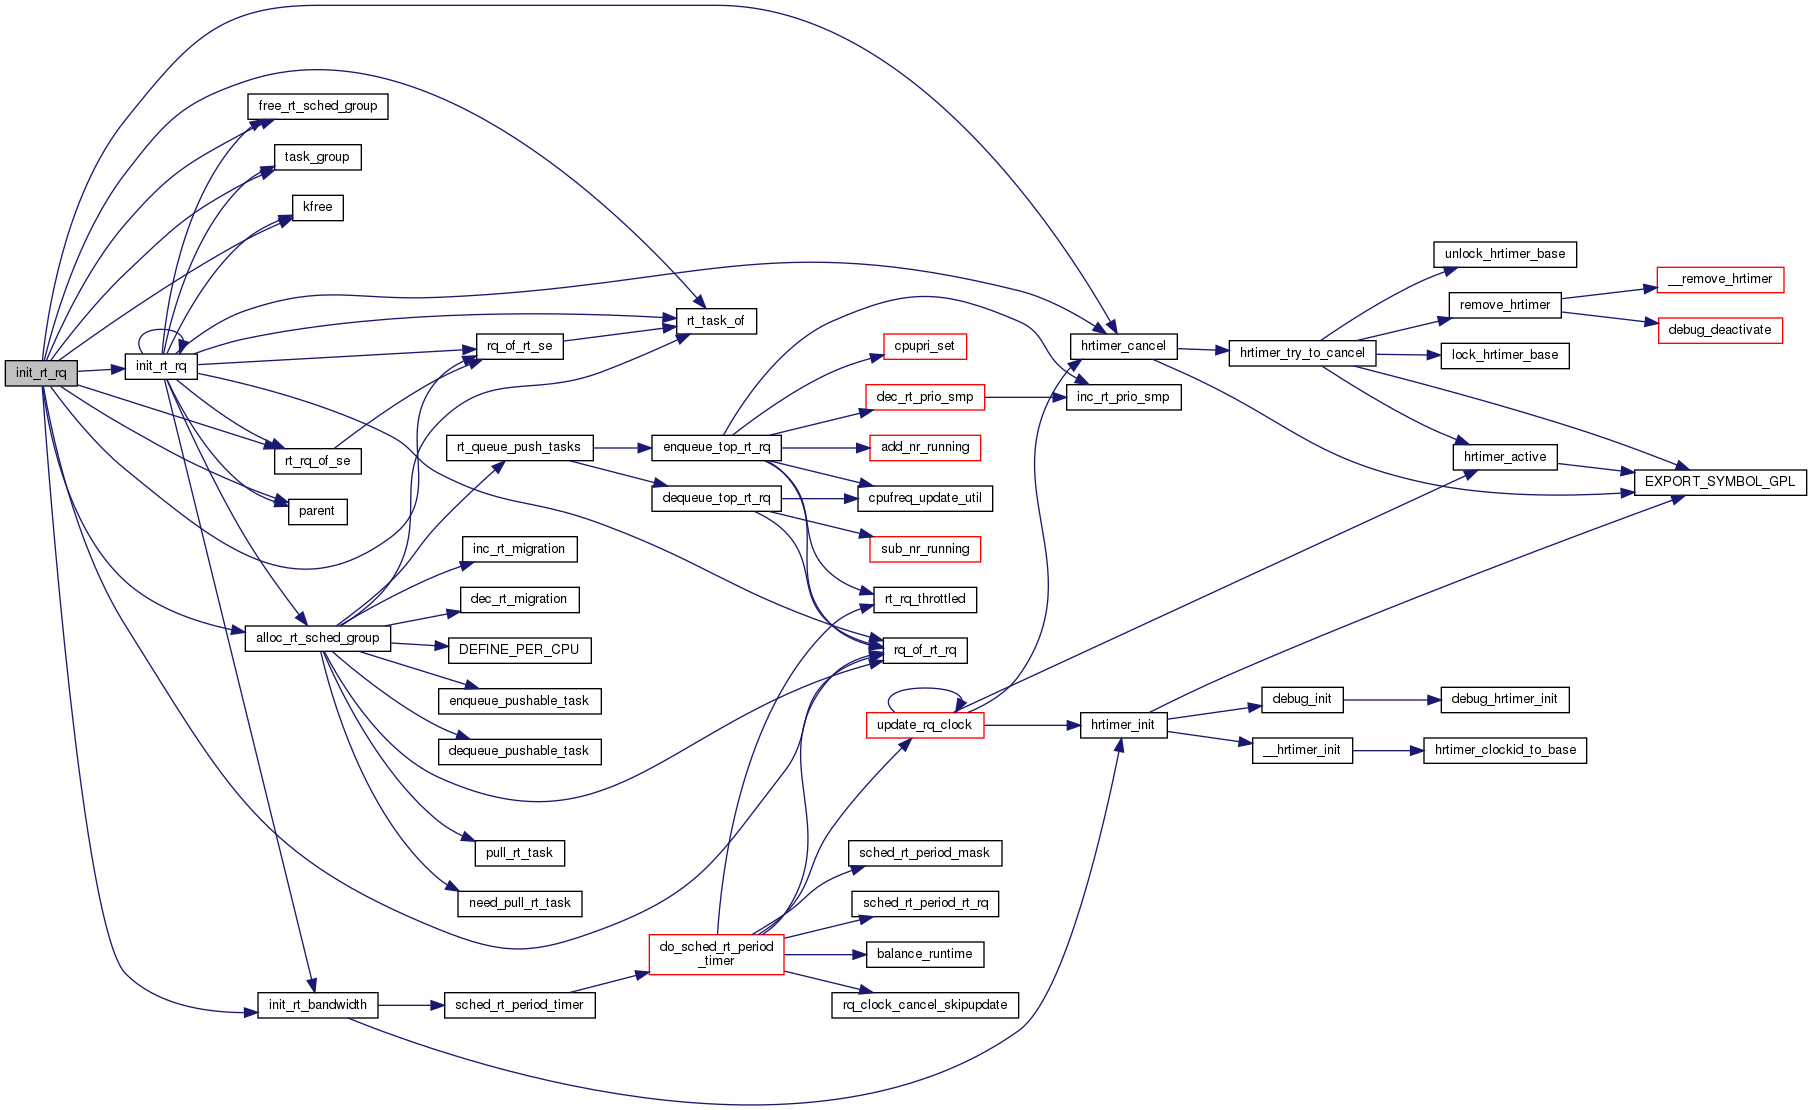 init_rt_rq
init_rt_rq
free_rt_sched_group
task_group
kfree
rt_rq_of_se
parent
alloc_rt_sched_group
init_rt_bandwidth
rq_of_rt_se
rt_queue_push_tasks
inc_rt_migration
dec_rt_migration
DEFINE_PER_CPU
enqueue_pushable_task
dequeue_pushable_task
pull_rt_task
need_pull_rt_task
sched_rt_period_timer
rt_task_of
enqueue_top_rt_rq
dequeue_top_rt_rq
do_sched_rt_period
_timer
cpupri_set
dec_rt_prio_smp
add_nr_running
cpufreq_update_util
sub_nr_running
rt_rq_throttled
rq_of_rt_rq
update_rq_clock
sched_rt_period_mask
sched_rt_period_rt_rq
balance_runtime
rq_clock_cancel_skipupdate
hrtimer_cancel
inc_rt_prio_smp
hrtimer_init
hrtimer_try_to_cancel
debug_init
__hrtimer_init
unlock_hrtimer_base
remove_hrtimer
lock_hrtimer_base
hrtimer_active
debug_hrtimer_init
hrtimer_clockid_to_base
__remove_hrtimer
debug_deactivate
EXPORT_SYMBOL_GPL